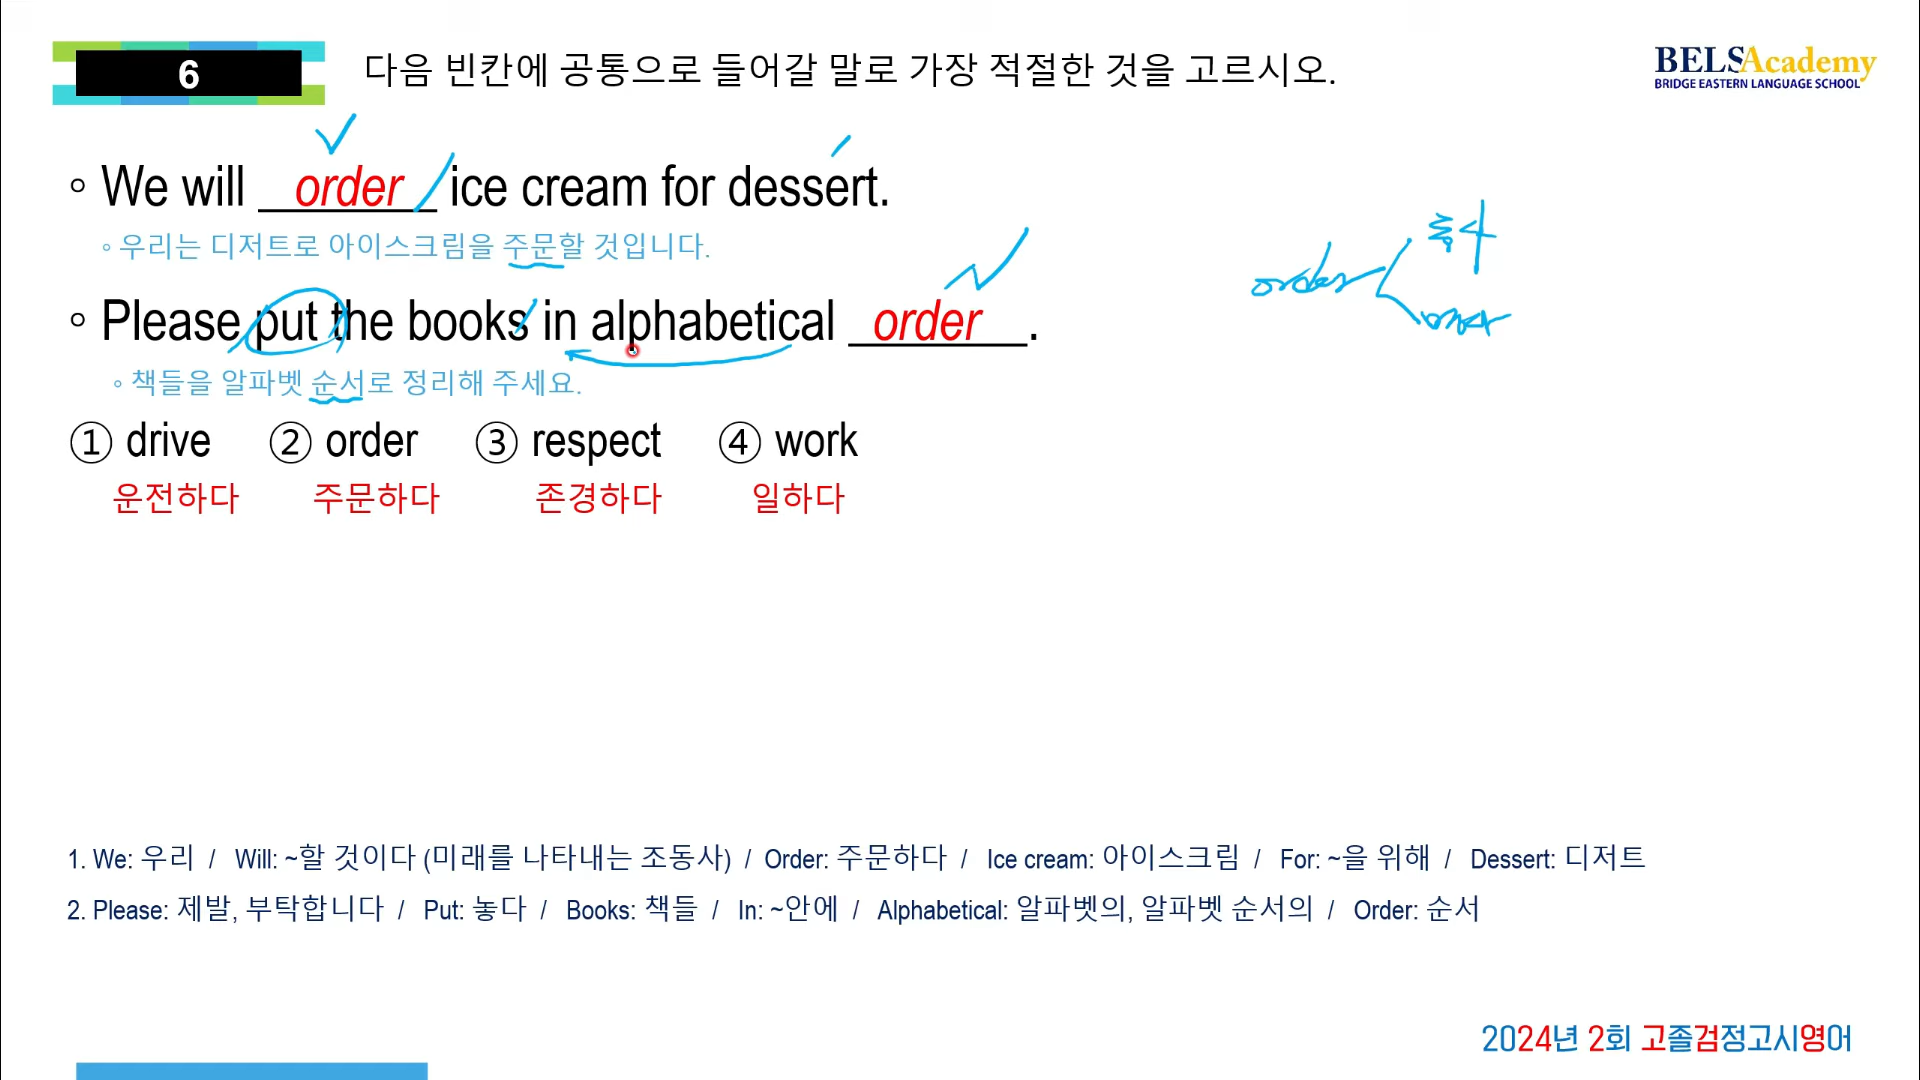 6 다음 빈칸에 공통으로 들어갈 말로 가장 적절한 것을 고르시오.
BELSAcademy
BRIDGE EASTERN LANGUAGE SCHOOL
◦ We will order ice cream for dessert.
◦ 우리는 디저트로 아이스크림을 주문할 것입니다.
order
◦ Please put the books in alphabetical order.
◦ 책들을 알파벳 순서로 정리해 주세요.
① drive ② order ③ respect ④ work
운전하다 주문하다 존경하다 일하다
1. We: 우리 / Will: ~할 것이다 (미래를 나타내는 조동사) / Order: 주문하다 / Ice cream: 아이스크림 / For: ~을 위해 / Dessert: 디저트
2. Please: 제발, 부탁합니다 / Put: 놓다 / Books: 책들 / In: ~안에 / Alphabetical: 알파벳의, 알파벳 순서의 / Order: 순서
2024년 2회 고졸검정고시영어